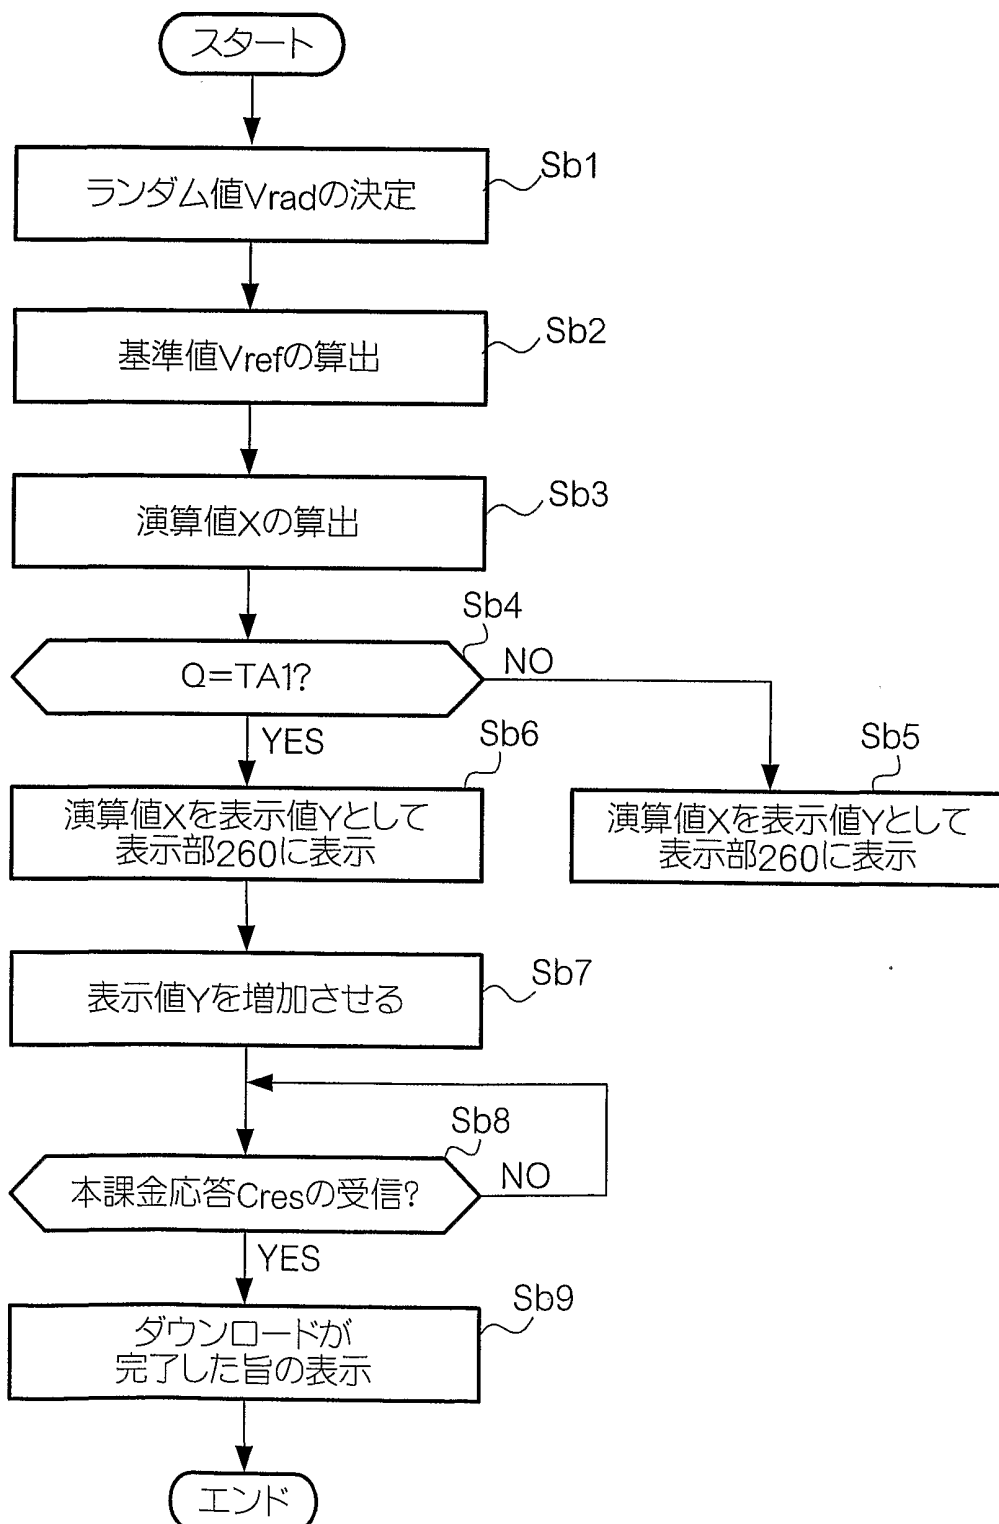 スタート
Sb1
ランダム値Vradの決定
Sb2
基準値Vrefの算出
Sb3
演算値Xの算出
Sb4
Q=TA1?
NO
YES
Sb6
演算値Xを表示値Yとして
表示部260に表示
Sb5
演算値Xを表示値Yとして
表示部260に表示
Sb7
表示値Yを増加させる
Sb8
本課金応答Cresの受信?
NO
YES
Sb9
ダウンロードが
完了した旨の表示
エンド